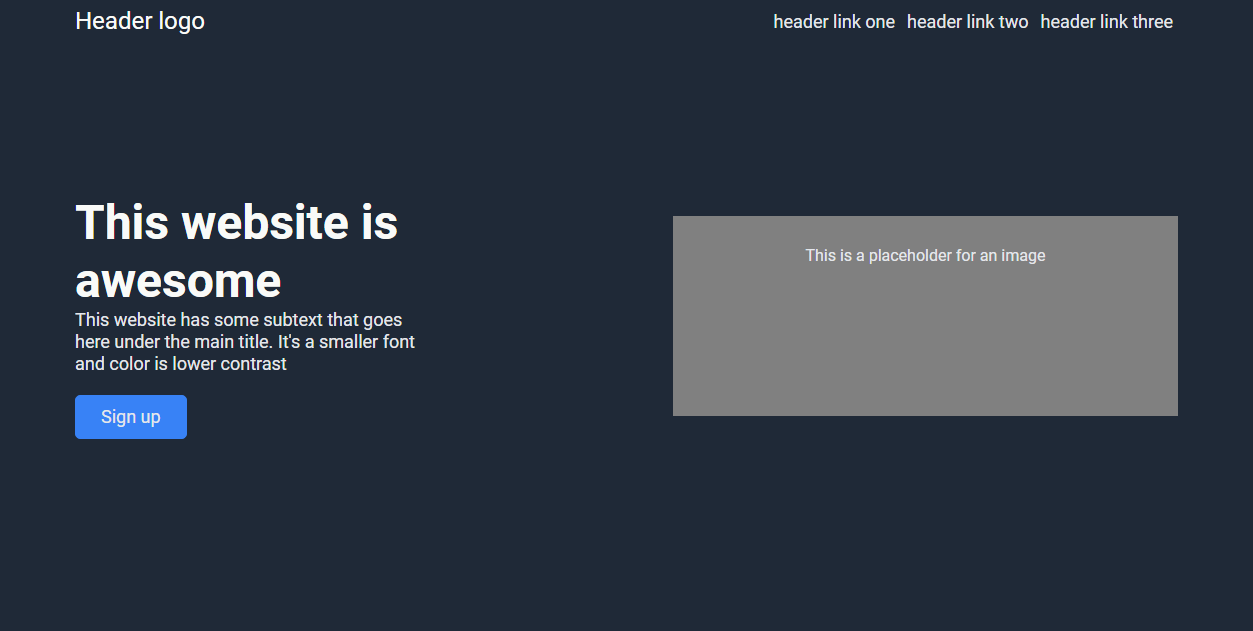 Header logo
header link one header link two header link three
This website is
awesome
This website has some subtext that goes
here under the main title. It's a smaller font
and color is lower contrast
Sign up
This is a placeholder for an image